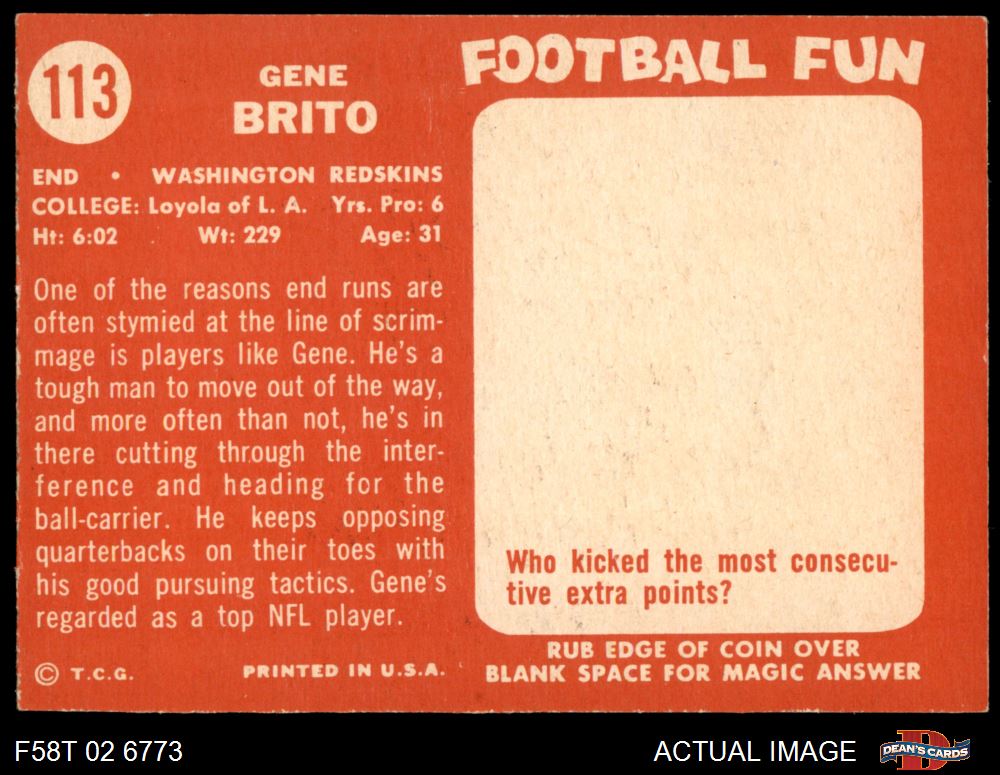 113
GENE
BRITO
END • WASHINGTON REDSKINS
COLLEGE: Loyola of L. A. Yrs. Pro: 6
Ht: 6:02 Wt: 229 Age: 31
One of the reasons end runs are
often stymied at the line of scrim-
mage is players like Gene. He's a
tough man to move out of the way,
and more often than not, he's in
there cutting through the inter-
ference and heading for the
ball-carrier. He keeps opposing
quarterbacks on their toes with
his good pursuing tactics. Gene's
regarded as a top NFL player.
© T.C.G. PRINTED IN U.S.A.
FOOTBALL FUN
Who kicked the most consecu-
tive extra points?
RUB EDGE OF COIN OVER
BLANK SPACE FOR MAGIC ANSWER
F58T 02 6773
ACTUAL IMAGE
D
DEAN'S CARDS